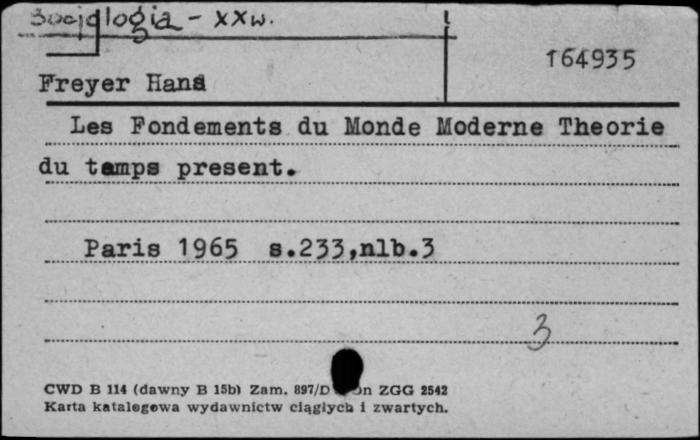 Socjologia - XXw.
164935
Freyer Hans
Les Fondements du Monde Moderne Theorie
du temps present.
Paris 1965 s.233,nlb.3
3
CWD B 114 (dawny B 15b) Zam. 897/D ZGG 2542
Karta katalogowa wydawnictw ciągłych i zwartych.